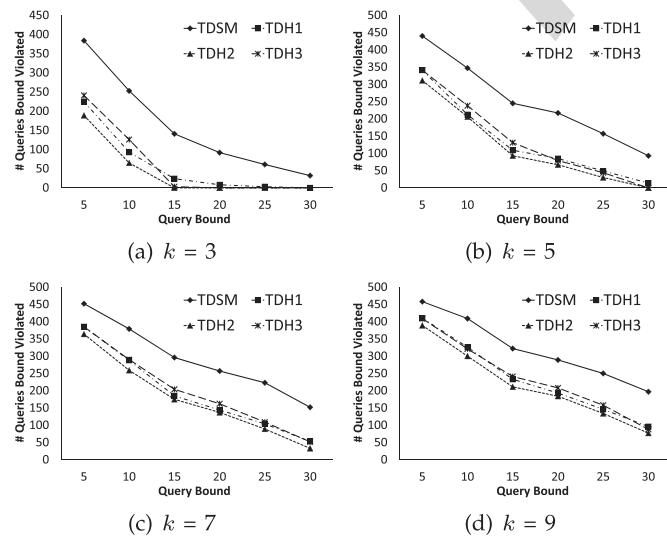 # Queries Bound Violated
450
400
350
300
250
200
150
100
50
0
TDSM TDH1
TDH2 TDH3
5 10 15 20 25 30
Query Bound
(a) k = 3
# Queries Bound Violated
500
450
400
350
300
250
200
150
100
50
0
TDSM TDH1
TDH2 TDH3
5 10 15 20 25 30
Query Bound
(b) k = 5
# Queries Bound Violated
500
450
400
350
300
250
200
150
100
50
0
TDSM TDH1
TDH2 TDH3
5 10 15 20 25 30
Query Bound
(c) k = 7
# Queries Bound Violated
500
450
400
350
300
250
200
150
100
50
0
TDSM TDH1
TDH2 TDH3
5 10 15 20 25 30
Query Bound
(d) k = 9